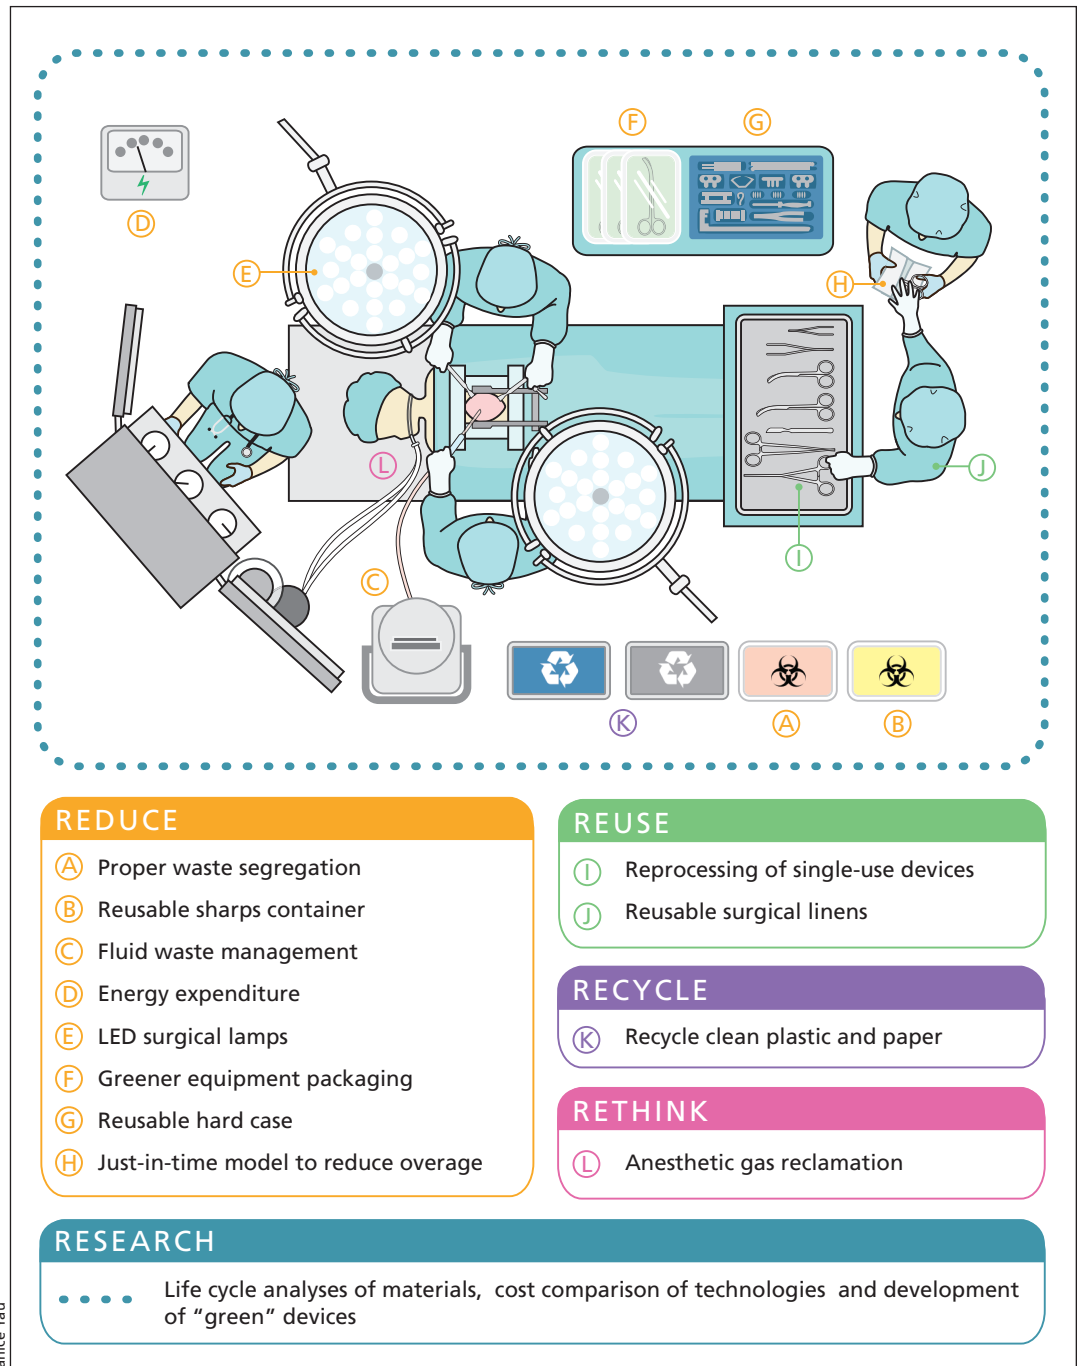 F
G
D
E
H
L
J
I
C
K
A
B
REDUCE
A Proper waste segregation
B Reusable sharps container
C Fluid waste management
D Energy expenditure
E LED surgical lamps
F Greener equipment packaging
G Reusable hard case
H Just-in-time model to reduce overage
REUSE
I Reprocessing of single-use devices
J Reusable surgical linens
RECYCLE
K Recycle clean plastic and paper
RETHINK
L Anesthetic gas reclamation
RESEARCH
Life cycle analyses of materials, cost comparison of technologies and development
of “green” devices